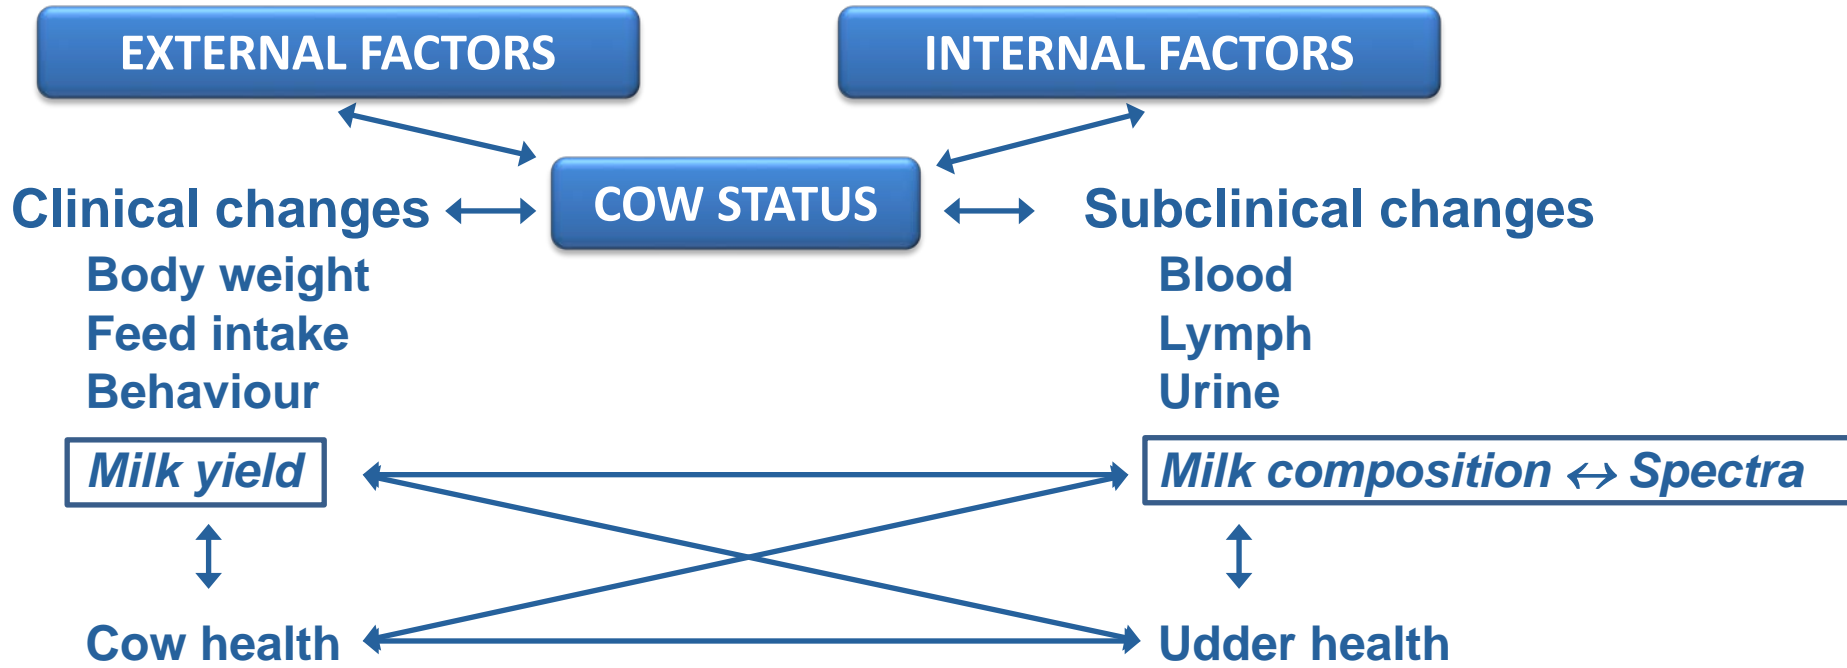 EXTERNAL FACTORS
INTERNAL FACTORS
COW STATUS
Clinical changes
Body weight
Feed intake
Behaviour
Milk yield
Cow health
Subclinical changes
Blood
Lymph
Urine
Milk composition ↔ Spectra
Udder health